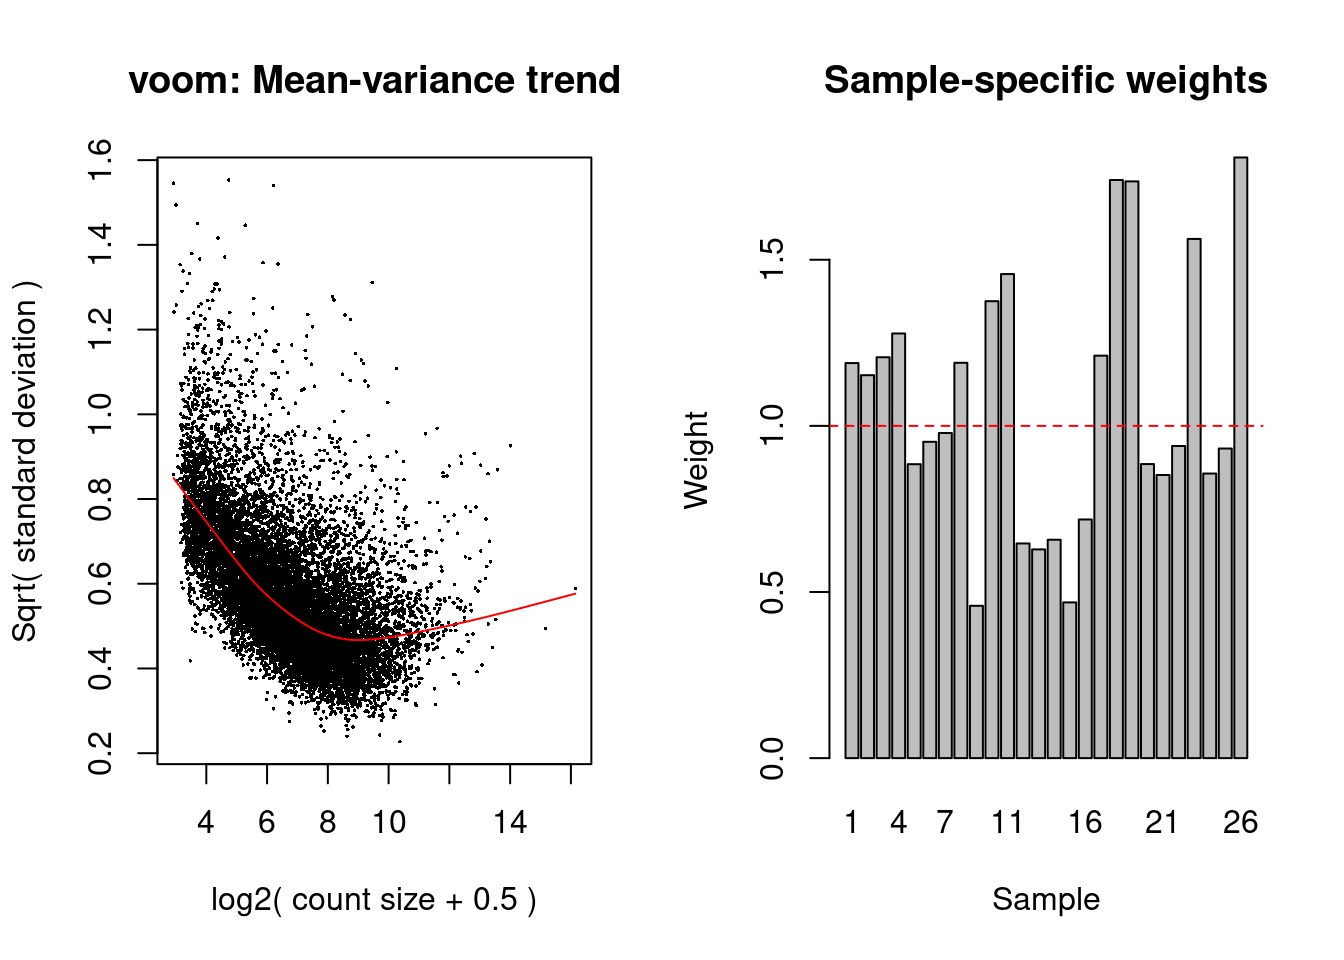 voom: Mean-variance trend
Sqrt( standard deviation )
1.6
1.4
1.2
1.0
0.8
0.6
0.4
0.2
4 6 8 10 14
log2( count size + 0.5 )
Sample-specific weights
Weight
1.5
1.0
0.5
0.0
1 4 7 11 16 21 26
Sample